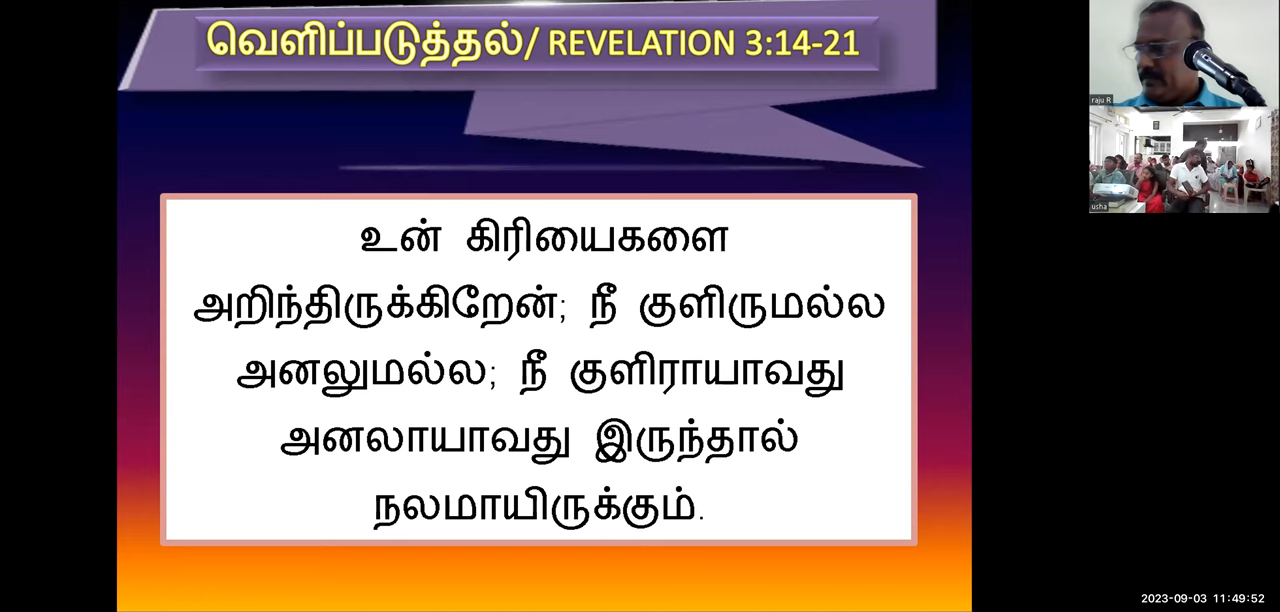 வெளிப்படுத்தல்/ REVELATION 3:14-21
உன் கிரியைகளை
அறிந்திருக்கிறேன்; நீ குளிருமல்ல
அனலுமல்ல; நீ குளிராயாவது
அனலாயாவது இருந்தால்
நலமாயிருக்கும்.
raju R
usha
2023-09-03 11:49:52